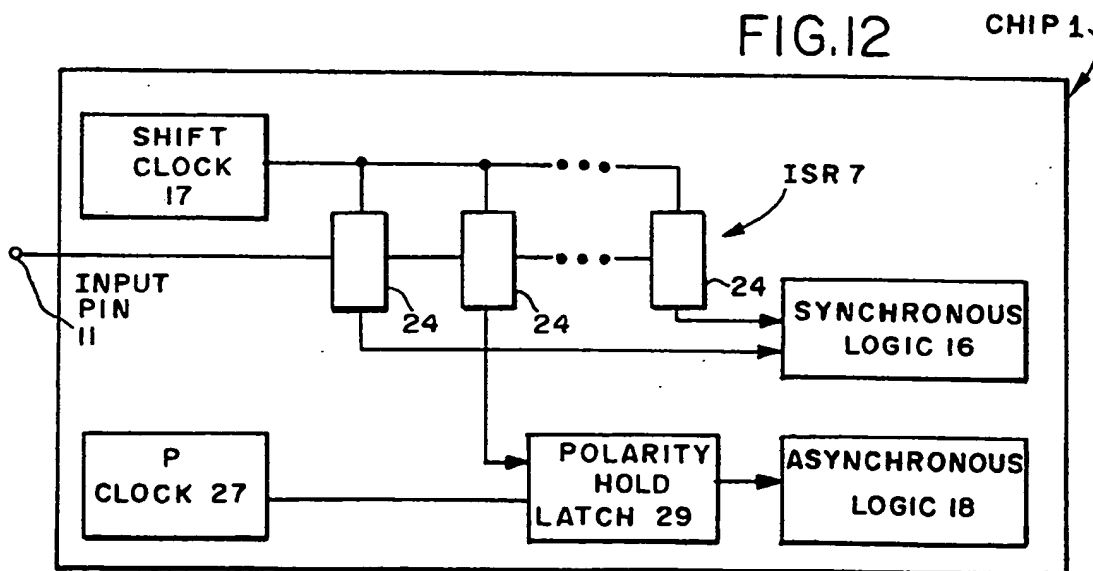 FIG.12
CHIP 1
SHIFT
CLOCK
17
ISR 7
INPUT
PIN
11
24
24
24
SYNCHRONOUS
LOGIC 16
P
CLOCK 27
POLARITY
HOLD
LATCH 29
ASYNCHRONOUS
LOGIC 18